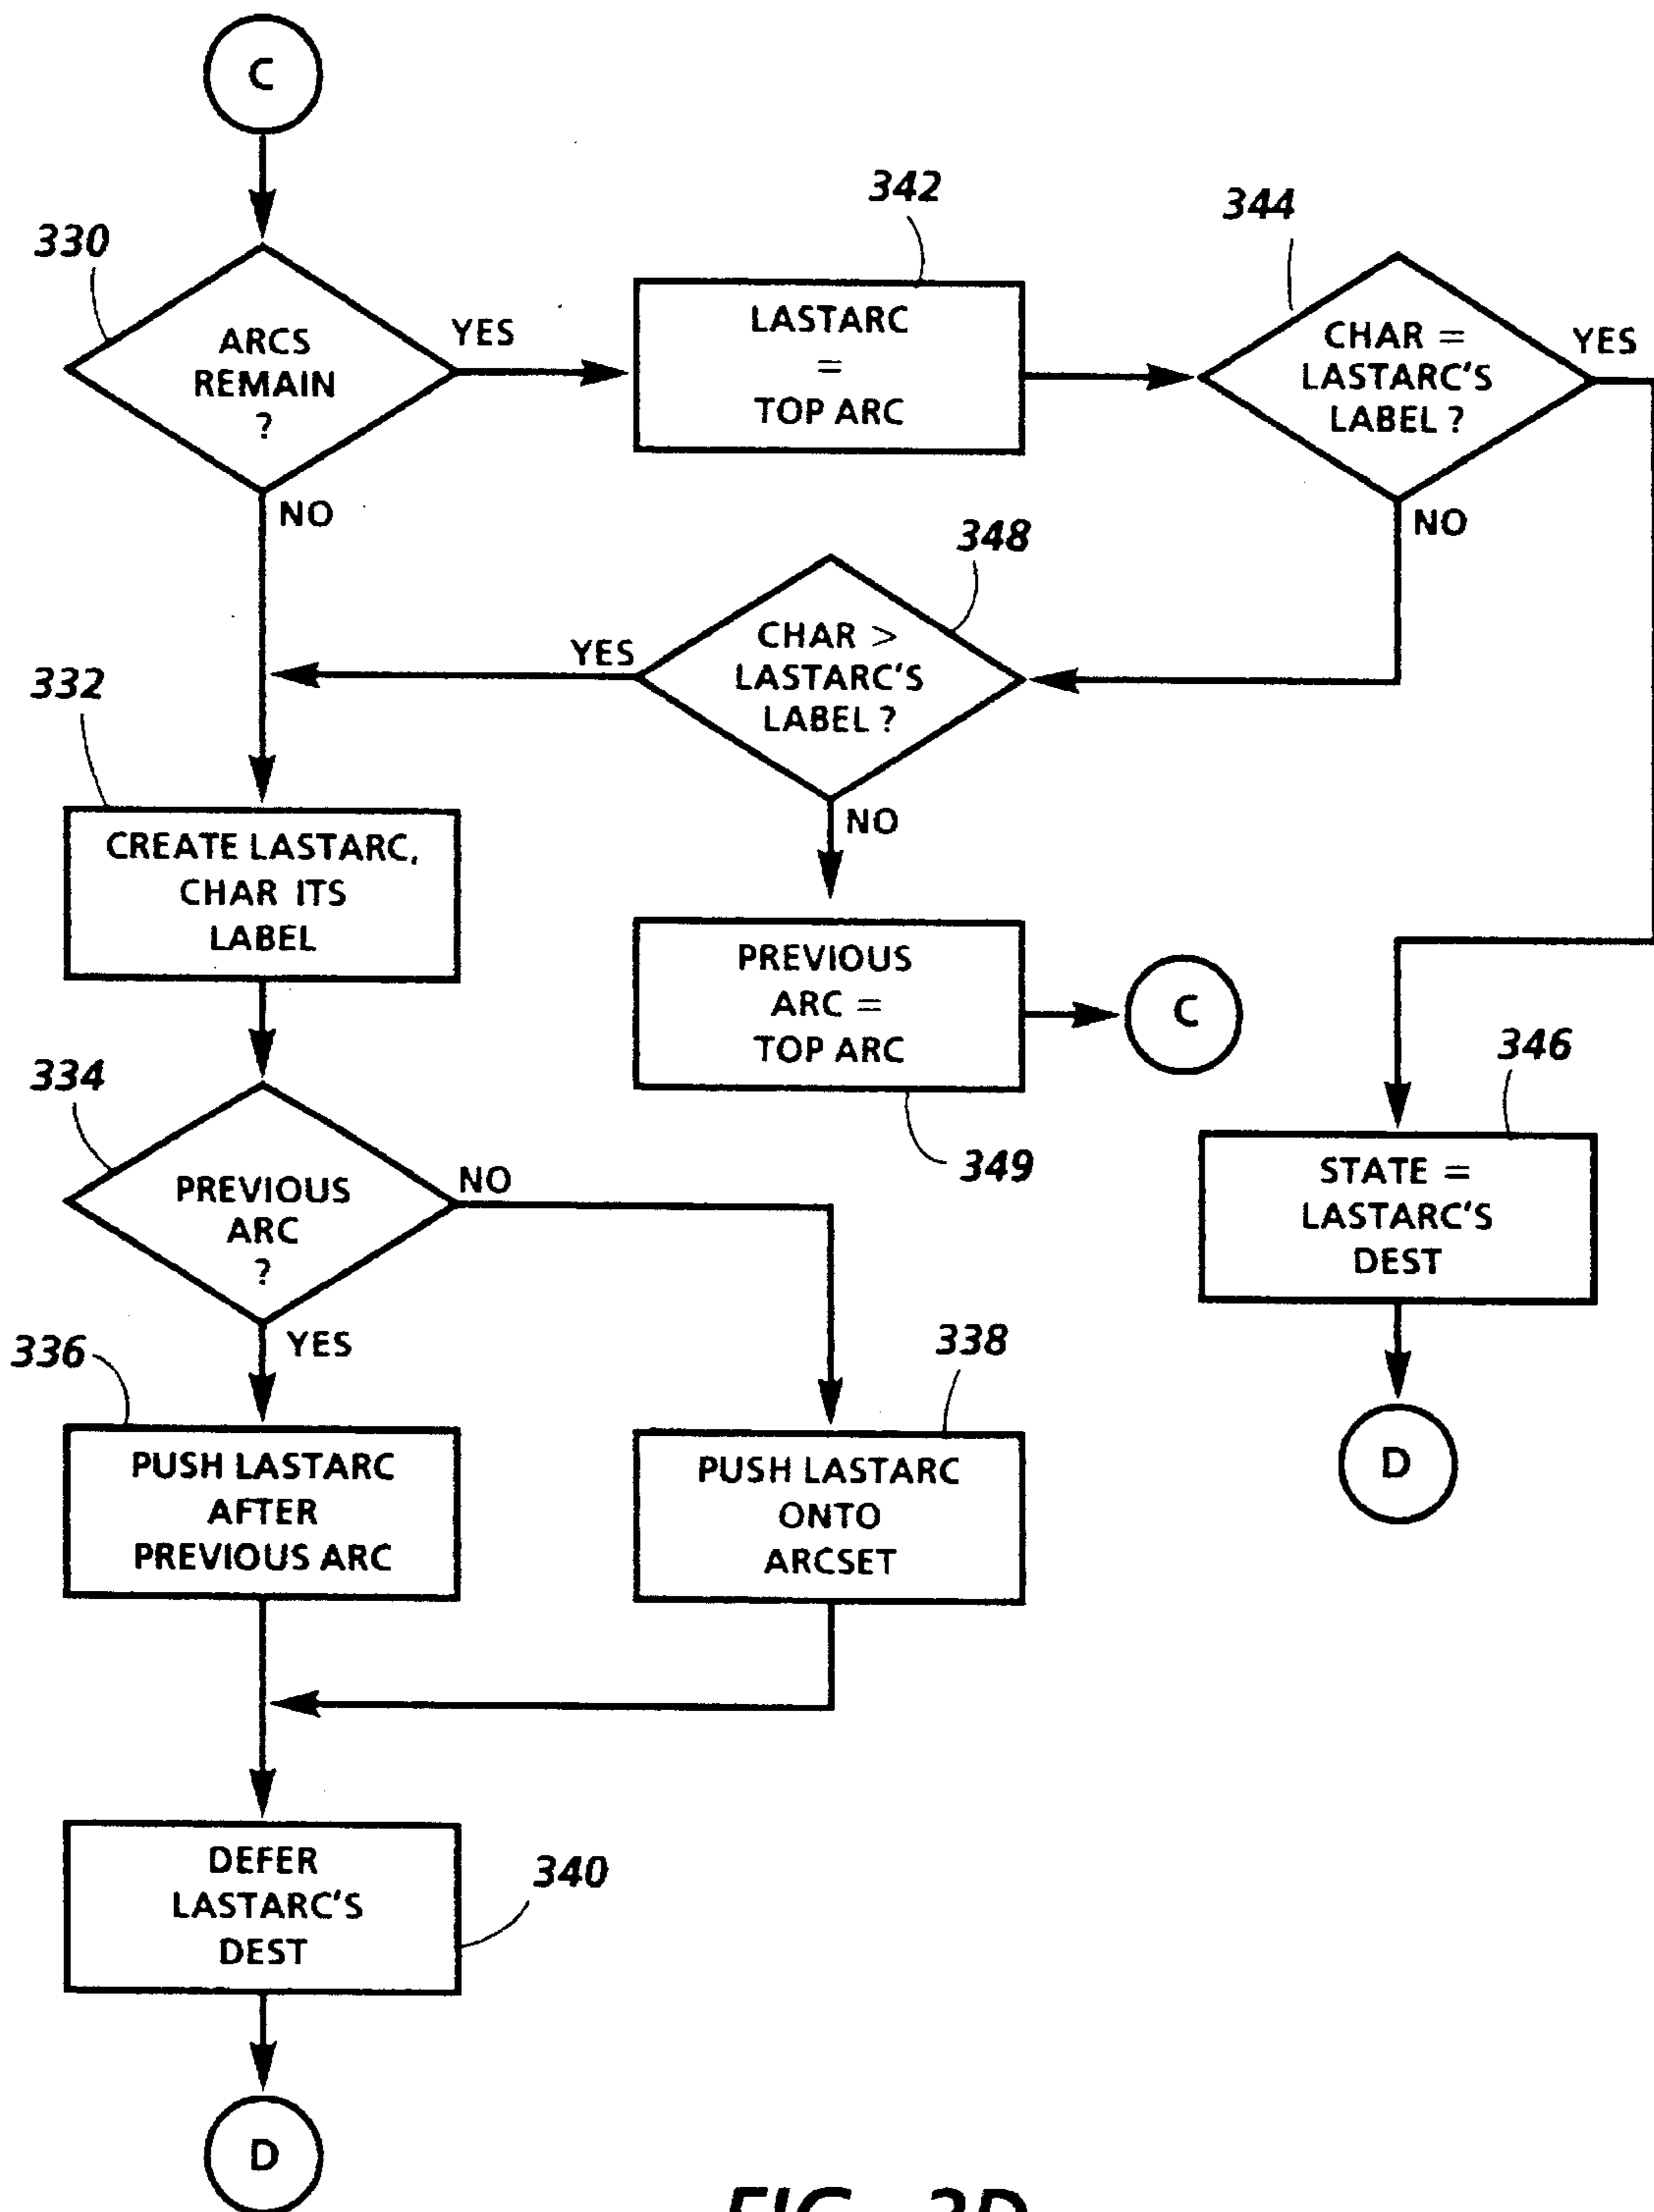 C
330
ARCS
REMAIN
?
YES
NO
342
LASTARC
=
TOP ARC
344
CHAR =
LASTARC'S
LABEL ?
YES
NO
348
CHAR >
LASTARC'S
LABEL ?
YES
NO
332
CREATE LASTARC,
CHAR ITS
LABEL
PREVIOUS
ARC =
TOP ARC
349
C
346
STATE =
LASTARC'S
DEST
D
334
PREVIOUS
ARC
?
NO
YES
336
PUSH LASTARC
AFTER
PREVIOUS ARC
338
PUSH LASTARC
ONTO
ARCSET
340
DEFER
LASTARC'S
DEST
D